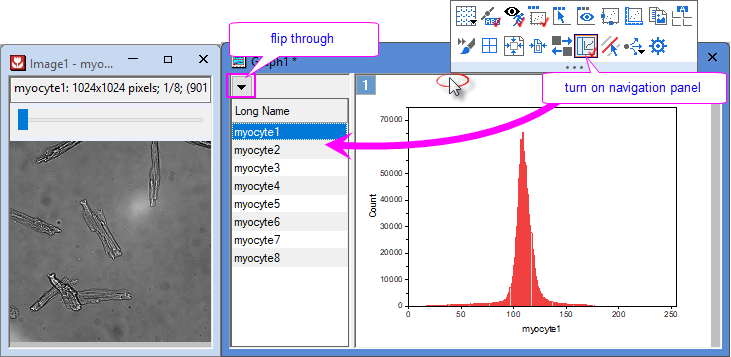 flip through
Image1 - myo...
Graph1 *
myocyte1: 1024x1024 pixels; 1/8; (901
turn on navigation panel
1
Long Name
myocyte1
myocyte2
myocyte3
myocyte4
myocyte5
myocyte6
myocyte7
myocyte8
70000
60000
50000
40000
30000
20000
10000
0
Count
0
50
100
150
200
250
myocyte1